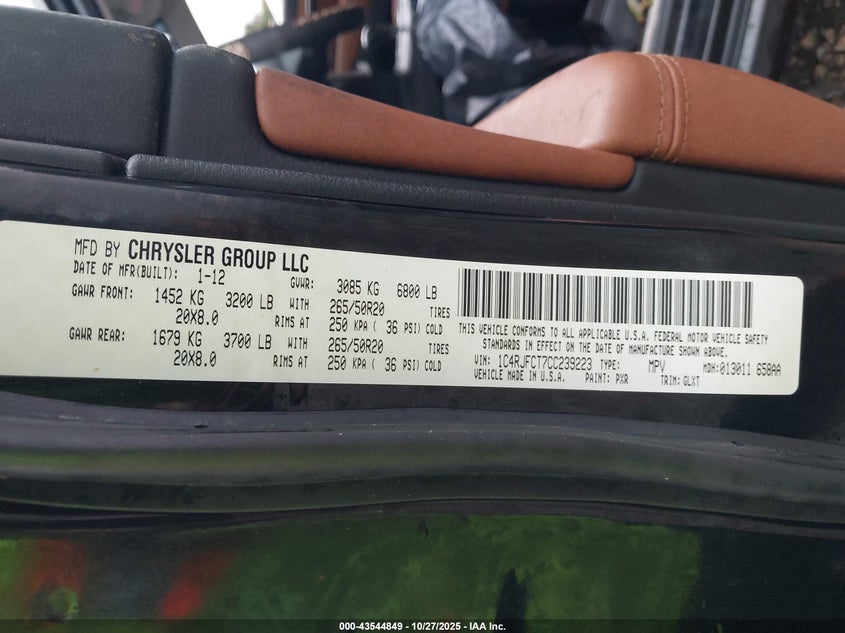 MFD BY CHRYSLER GROUP LLC
DATE OF MFR(BUILT): 1-12
GVWR: 3085 KG 6800 LB
GAWR FRONT: 1452 KG 3200 LB WITH 265/50R20 TIRES
20X8.0 RIMS AT 250 KPA ( 36 PSI) COLD
GAWR REAR: 1679 KG 3700 LB WITH 265/50R20 TIRES
20X8.0 RIMS AT 250 KPA ( 36 PSI) COLD
THIS VEHICLE CONFORMS TO ALL APPLICABLE U.S.A. FEDERAL MOTOR VEHICLE SAFETY
STANDARDS IN EFFECT ON THE DATE OF MANUFACTURE SHOWN ABOVE.
VIN: 1C4RJFCT7CC239223 TYPE: MPV MDH:013011 658AA
VEHICLE MADE IN U.S.A. PAINT: PXR TRIM: GLXT
000-43544849 - 10/27/2025 - IAA Inc.